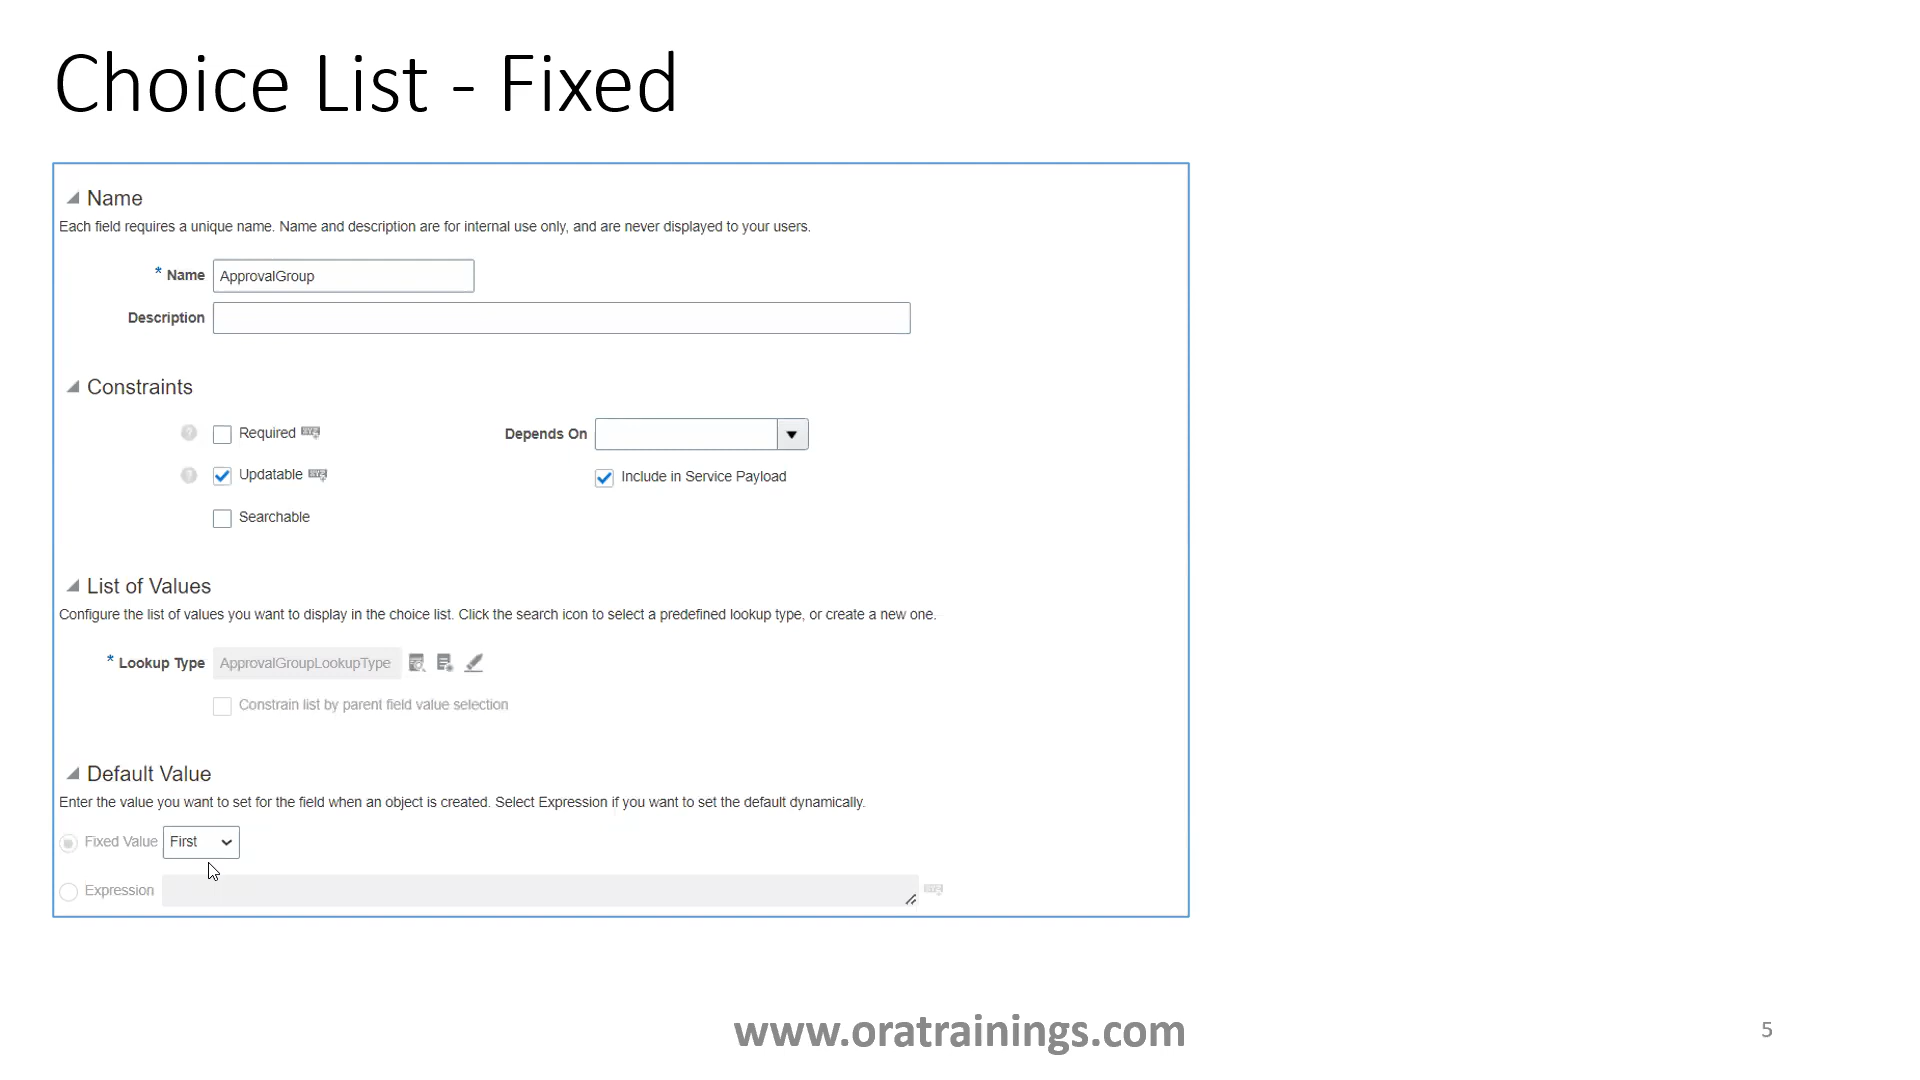 Choice List - Fixed
Name
Each field requires a unique name. Name and description are for internal use only, and are never displayed to your users.
* Name ApprovalGroup
Description
Constraints
Required Depends On
Updatable Include in Service Payload
Searchable
List of Values
Configure the list of values you want to display in the choice list. Click the search icon to select a predefined lookup type, or create a new one.
* Lookup Type ApprovalGroupLookupType
Constrain list by parent field value selection
Default Value
Enter the value you want to set for the field when an object is created. Select Expression if you want to set the default dynamically.
Fixed Value First
Expression
www.oratrainings.com
5